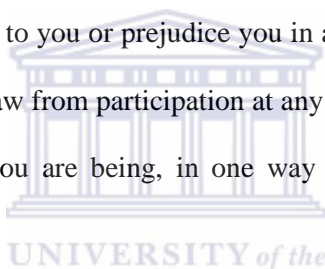 to you or prejudice you in a
aw from participation at any
ou are being, in one way
UNIVERSITY of the